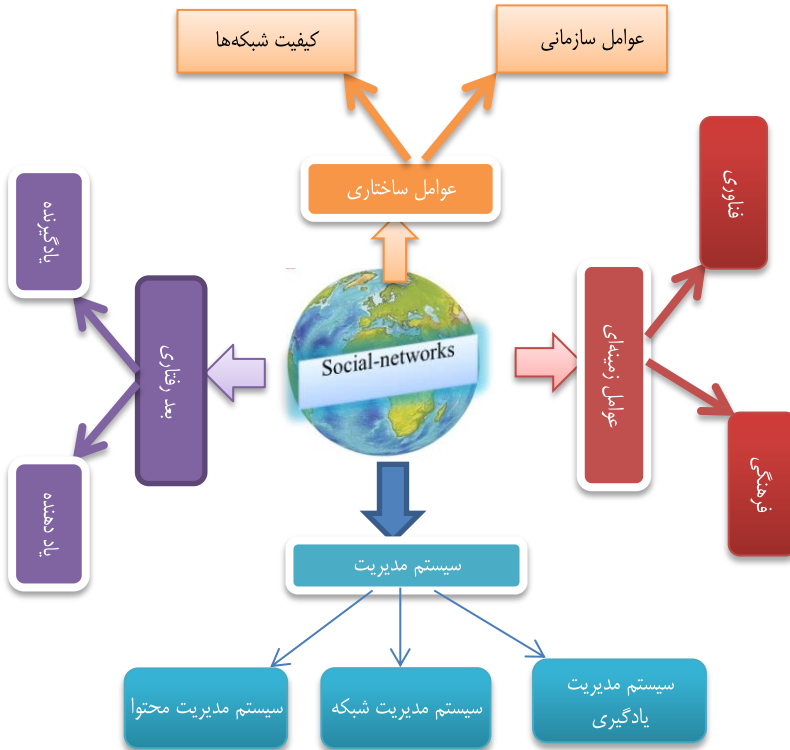 عوامل سازمانی
کیفیت شبکه‌ها
عوامل ساختاری
فناوری
عوامل زمینه‌ای
فرهنگی
Social-networks
بعد رفتاری
یادگیرنده
یاد دهنده
سیستم مدیریت
سیستم مدیریت
یادگیری
سیستم مدیریت شبکه
سیستم مدیریت محتوا